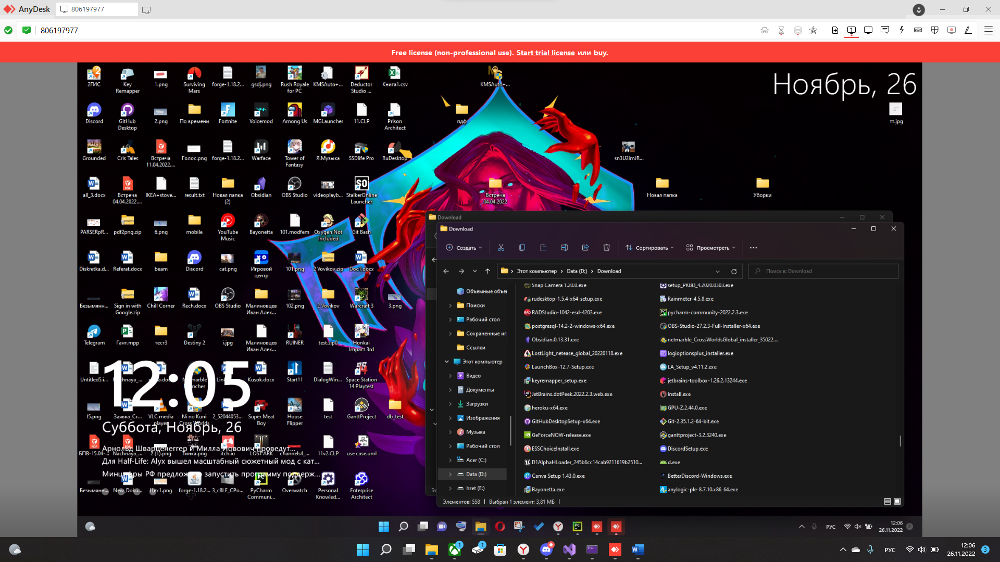 AnyDesk
806197977
806197977
Free license (non-professional use). Start trial license или buy.
2ГИС
Key Remapper
1.png
Surviving Mars
forge-1.18.2...
gsdj.png
Rush Royale for PC
KMSAuto+...
Deductor Studio ...
Книга1.csv
KMSAuto+...
Ноябрь, 26
Discord
GitHub Desktop
2.png
По времени
Fortnite
Voicemod
Among Us
MGLauncher
11.CLP
Prison Architect
пдф
тт.jpg
Grounded
Cris Tales
Встреча 11.04.2022....
Голос.png
forge-1.18.2...
Warface
Tower of Fantasy
Я.Музыка
SSDlife Pro
RuDesktop
sn3U2lmJR...
all_3.docx
Встреча 04.04.2022....
IKEA+stove...
result.txt
Новая папка (2)
Obsidian
OBS Studio
videoplayb...
StalkerOnline Launcher
Встреча 04.04.2022
Новая папка
Уборки
PARSERpR...
pdf2png.zip
6.png
mobile
YouTube Music
Bayonetta
101.modfem
Oxygen Not Included
Git Bash
Diskretka.d...
Referat.docx
beam
Discord
cat.png
Игровой центр
101.png
2 Vovikov.zip
Doc1.docx
Безымянн...
Sign in with Google.zip
Chill Corner
Rech.docx
OBS Studio
Малиновцев Иван Алек...
102.png
2 Vovikov
Warcraft 3
3.png
Telegram
Гант.mpp
тест3
Destiny 2
i.jpg
Малиновцев Иван Алек...
RUINER
test.zip0
Honkai Impact 3rd
Untitled5.i...
Kusok.docx
Start11
DialogWin...
Space Station 14 Playtest
12:05
I5.png
Заявка_Ст...
VLC media player
Ni no Kuni Cross Worlds
2_52044053...
Super Meat Boy
House Flipper
test
GanttProject
db_test
Суббота, Ноябрь, 26
БПВ-15.04-...
Nachnaya_...
2 (1).png
Тинка.png
itch.io
LOST ARK
channels4_...
11v2.CLP
use case.uml
Арнольд Шварценеггер и Милла Йовович проведут...
Для Half-Life: Alyx вышел масштабный сюжетный мод с кат...
Минцифры РФ предложило запустить программу поддерж...
Безымянн...
New_Doku...
Цех1.png
forge-1.18.2...
3_c8LE_CPo...
PyCharm Communi...
Overwatch
Personal Knowled...
Enterprise Architect
Download
Download
Создать
Сортировать
Просмотреть
Этот компьютер
Data (D:)
Download
Поиск в: Download
Объемные объе
Поиски
Рабочий стол
Сохраненные иг
Ссылки
Этот компьютер
Видео
Документы
Загрузки
Изображения
Музыка
Рабочий стол
Acer (C:)
Data (D:)
hzet (E:)
Snap Camera 1.20.0.exe
rudesktop-1.5.4-x64-setup.exe
RADStudio-1042-esd-4203.exe
postgresql-14.2-2-windows-x64.exe
Obsidian.0.13.31.exe
LostLight_netease_global_20220118.exe
LaunchBox-12.7-Setup.exe
keyremapper_setup.exe
JetBrains.dotPeek.2022.2.3.web.exe
heroku-x64.exe
GitHubDesktopSetup-x64.exe
GeForceNOW-release.exe
ESSChoiceInstall.exe
D1AlphaHLoader_245b6cc14cab9211619b2510...
Canva Setup 1.43.0.exe
Bayonetta.exe
setup_PKBD_4.2020.0303.exe
Rainmeter-4.5.8.exe
pycharm-community-2022.2.3.exe
OBS-Studio-27.2.3-Full-Installer-x64.exe
netmarble_CrossWorldsGlobal_installer_35022....
logioptionsplus_installer.exe
LA_Setup_v4.11.2.exe
jetbrains-toolbox-1.26.2.13244.exe
Install.exe
GPU-Z.2.44.0.exe
Git-2.35.1.2-64-bit.exe
ganttproject-3.2.3240.exe
DiscordSetup.exe
d.exe
BetterDiscord-Windows.exe
anylogic-ple-8.7.10.x86_64.exe
Элементов: 558
Выбран 1 элемент: 3,81 МБ
РУС
12:06
26.11.2022
2
РУС
12:06
26.11.2022
3